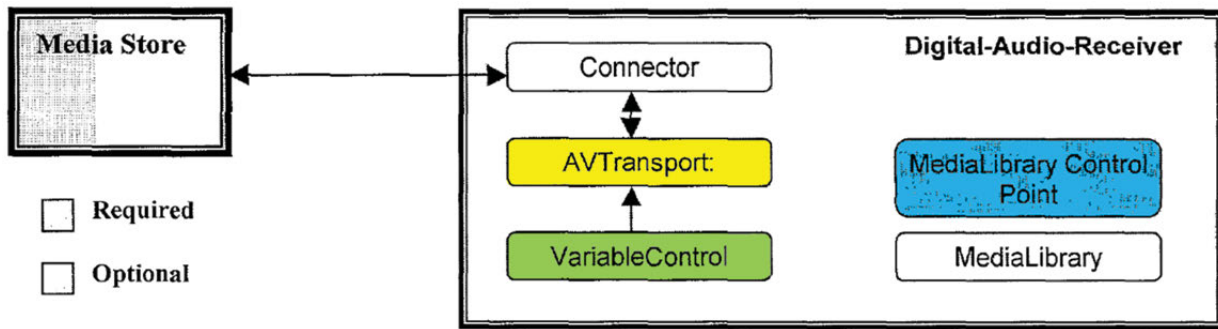 Media Store
Digital-Audio-Receiver
Connector
AVTransport:
MediaLibrary Control
Point
VariableControl
MediaLibrary
Required
Optional